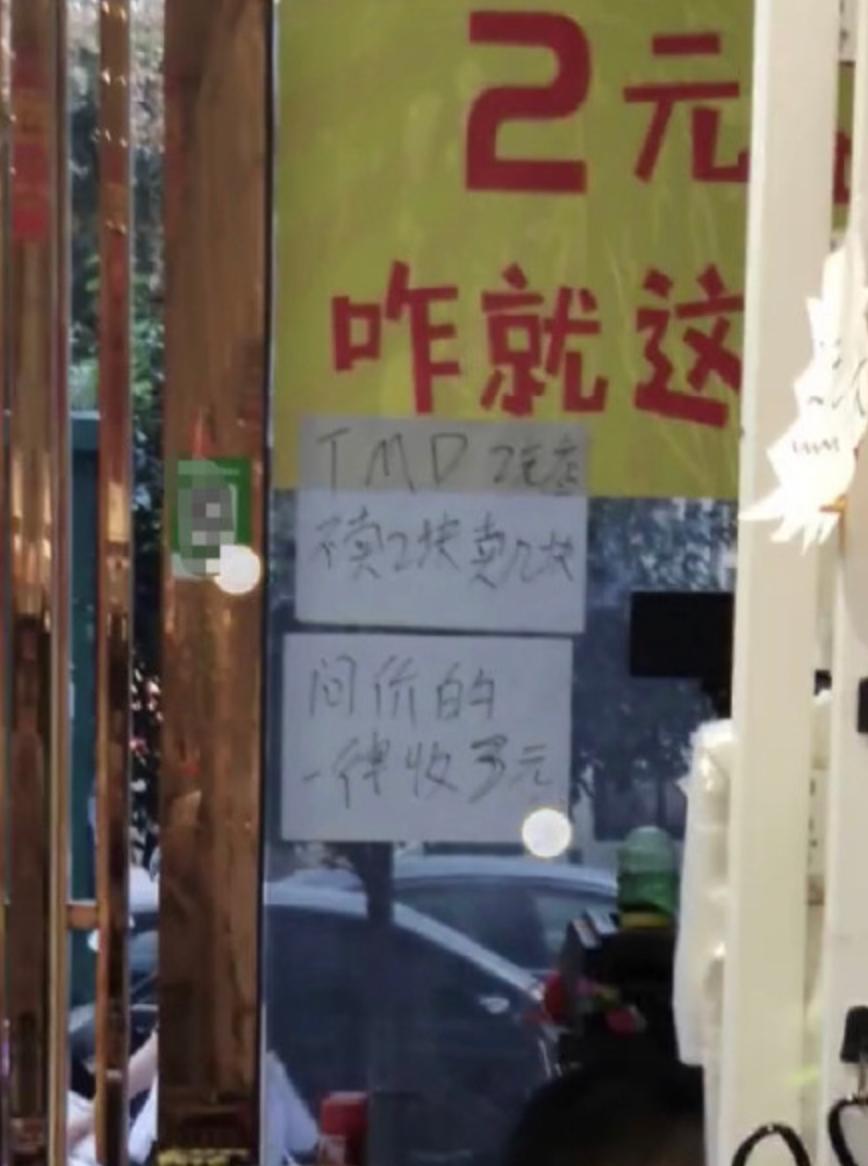 2元
咋就这
TMD 2元店
不卖2块卖几块
问价的
一律收3元